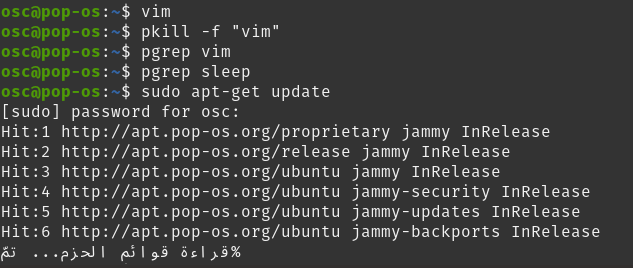 osc@pop-os:~$ vim
osc@pop-os:~$ pkill -f "vim"
osc@pop-os:~$ pgrep vim
osc@pop-os:~$ pgrep sleep
osc@pop-os:~$ sudo apt-get update
[sudo] password for osc:
Hit:1 http://apt.pop-os.org/proprietary jammy InRelease
Hit:2 http://apt.pop-os.org/release jammy InRelease
Hit:3 http://apt.pop-os.org/ubuntu jammy InRelease
Hit:4 http://apt.pop-os.org/ubuntu jammy-security InRelease
Hit:5 http://apt.pop-os.org/ubuntu jammy-updates InRelease
Hit:6 http://apt.pop-os.org/ubuntu jammy-backports InRelease
%قراءة قوائم الحزم... تمّ